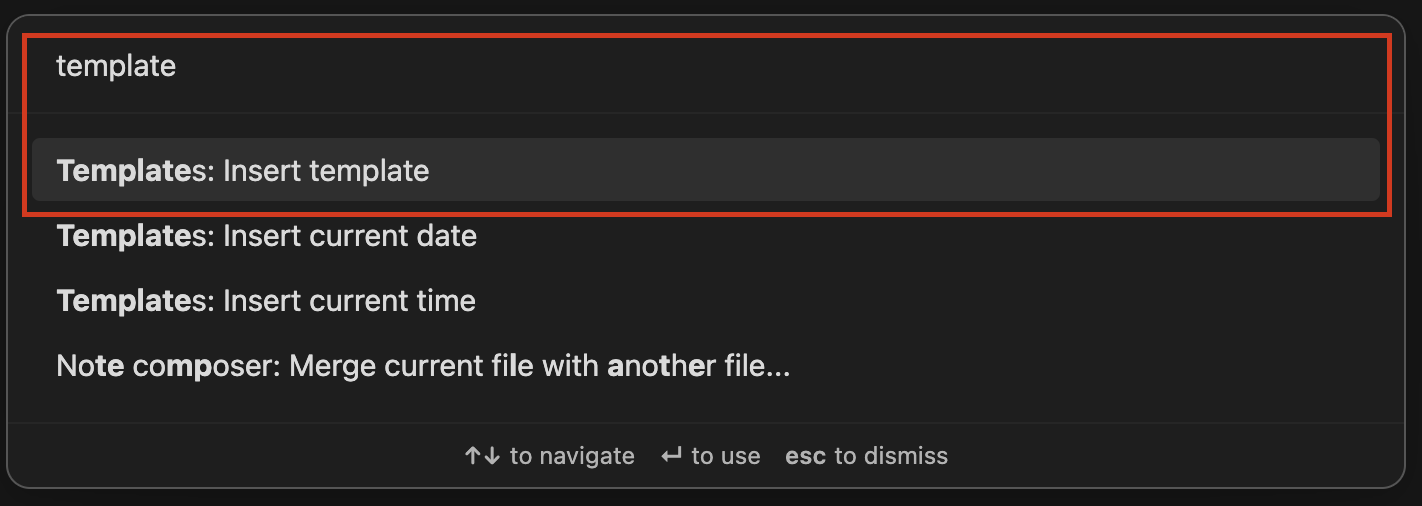 template
Templates: Insert template
Templates: Insert current date
Templates: Insert current time
Note composer: Merge current file with another file...
↑↓ to navigate ↵ to use esc to dismiss